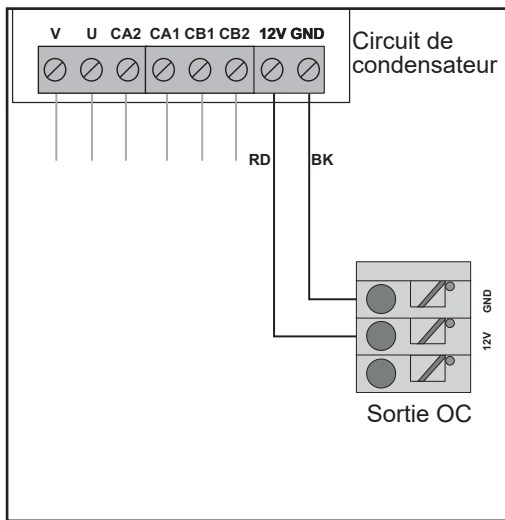 V U CA2 CA1 CB1 CB2 12V GND
Circuit de
condensateur
RD BK
GND
12V
Sortie OC